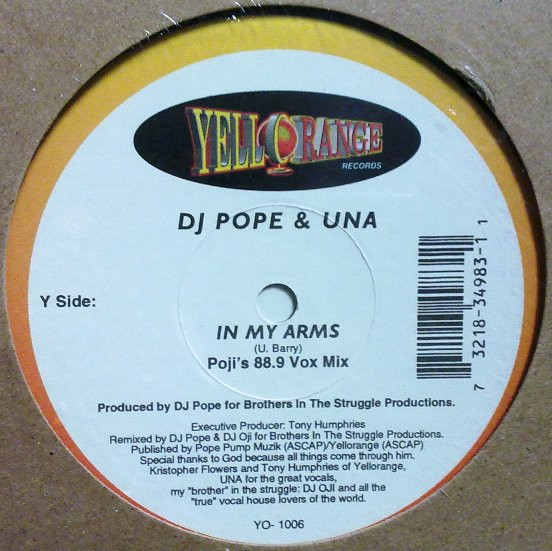 YELLORANGE
RECORDS
DJ POPE & UNA
Y Side:
IN MY ARMS
(U. Barry)
Poji's 88.9 Vox Mix
7 3218-34983-1 1
Produced by DJ Pope for Brothers In The Struggle Productions.
Executive Producer: Tony Humphries
Remixed by DJ Pope & DJ Oji for Brothers In The Struggle Productions.
Published by Pope Pump Muzik (ASCAP)/Yellorange (ASCAP)
Special thanks to God because all things come through him.
Kristopher Flowers and Tony Humphries of Yellorange,
UNA for the great vocals,
my "brother" in the struggle: DJ OJI and all the
"true" vocal house lovers of the world.
YO- 1006